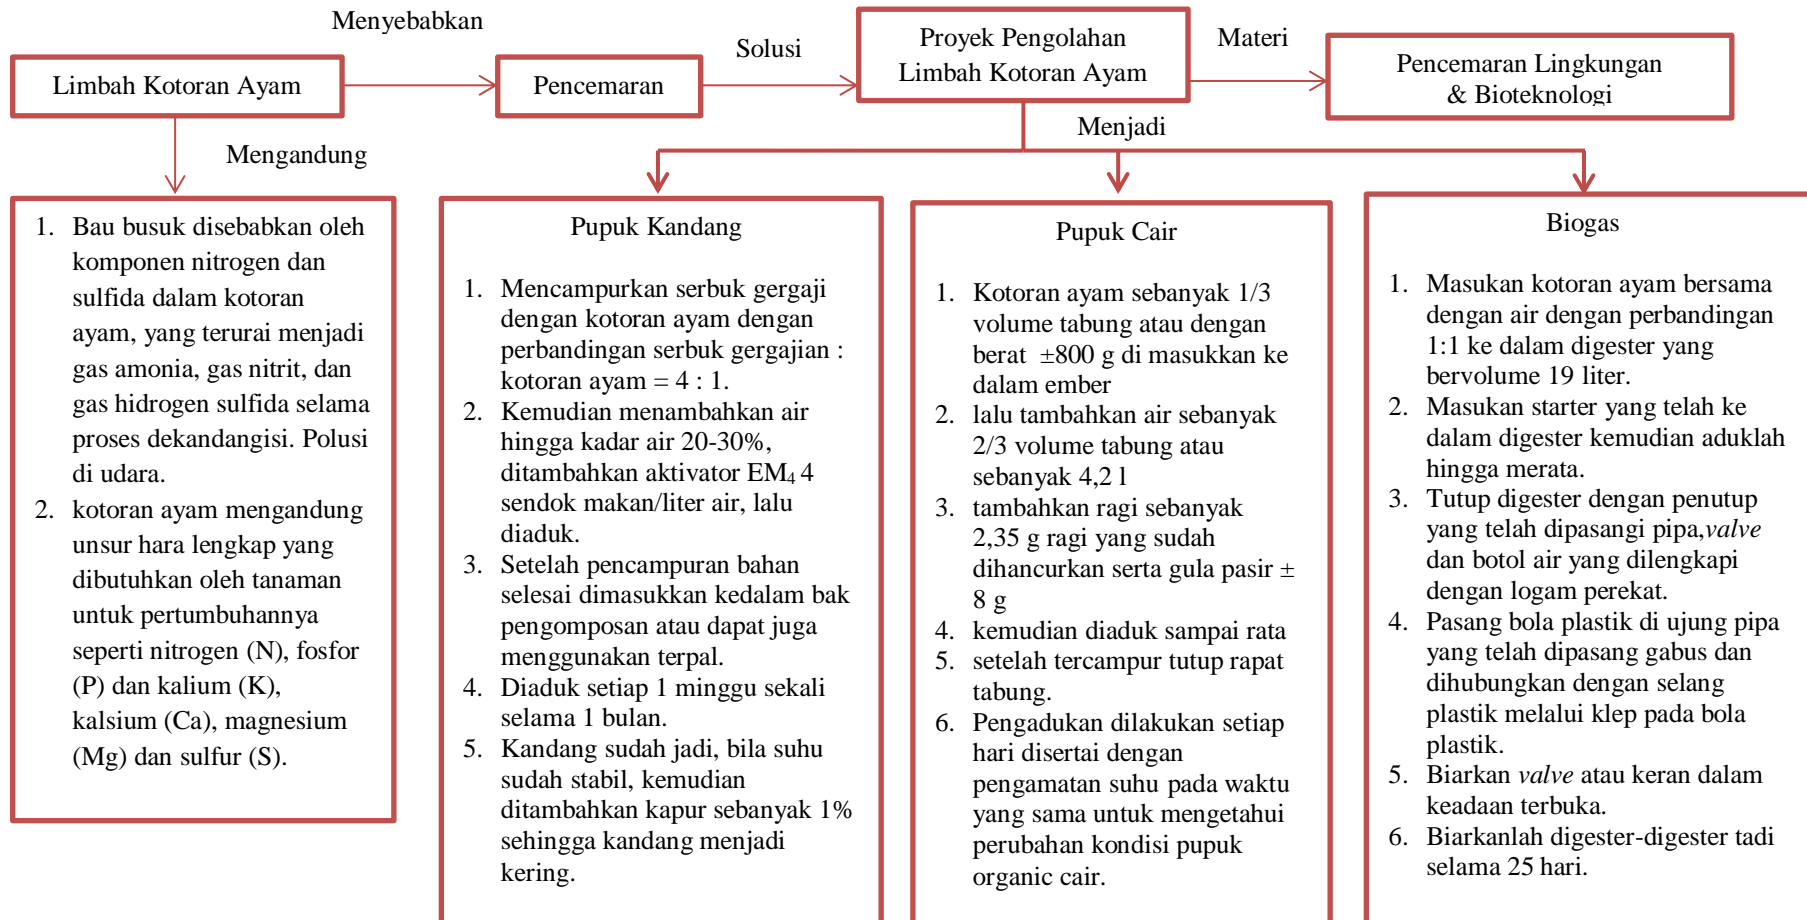 Menyebabkan
Solusi
Materi
Limbah Kotoran Ayam
Pencemaran
Proyek Pengolahan
Limbah Kotoran Ayam
Pencemaran Lingkungan
& Bioteknologi
Mengandung
Menjadi
1. Bau busuk disebabkan oleh
komponen nitrogen dan
sulfida dalam kotoran
ayam, yang terurai menjadi
gas amonia, gas nitrit, dan
gas hidrogen sulfida selama
proses dekandangisi. Polusi
di udara.
2. kotoran ayam mengandung
unsur hara lengkap yang
dibutuhkan oleh tanaman
untuk pertumbuhannya
seperti nitrogen (N), fosfor
(P) dan kalium (K),
kalsium (Ca), magnesium
(Mg) dan sulfur (S).
Pupuk Kandang
1. Mencampurkan serbuk gergaji
dengan kotoran ayam dengan
perbandingan serbuk gergajian :
kotoran ayam = 4 : 1.
2. Kemudian menambahkan air
hingga kadar air 20-30%,
ditambahkan aktivator EM₄ 4
sendok makan/liter air, lalu
diaduk.
3. Setelah pencampuran bahan
selesai dimasukkan kedalam bak
pengomposan atau dapat juga
menggunakan terpal.
4. Diaduk setiap 1 minggu sekali
selama 1 bulan.
5. Kandang sudah jadi, bila suhu
sudah stabil, kemudian
ditambahkan kapur sebanyak 1%
sehingga kandang menjadi
kering.
Pupuk Cair
1. Kotoran ayam sebanyak 1/3
volume tabung atau dengan
berat ±800 g di masukkan ke
dalam ember
2. lalu tambahkan air sebanyak
2/3 volume tabung atau
sebanyak 4,2 l
3. tambahkan ragi sebanyak
2,35 g ragi yang sudah
dihancurkan serta gula pasir ±
8 g
4. kemudian diaduk sampai rata
5. setelah tercampur tutup rapat
tabung.
6. Pengadukan dilakukan setiap
hari disertai dengan
pengamatan suhu pada waktu
yang sama untuk mengetahui
perubahan kondisi pupuk
organic cair.
Biogas
1. Masukan kotoran ayam bersama
dengan air dengan perbandingan
1:1 ke dalam digester yang
bervolume 19 liter.
2. Masukan starter yang telah ke
dalam digester kemudian aduklah
hingga merata.
3. Tutup digester dengan penutup
yang telah dipasangi pipa,valve
dan botol air yang dilengkapi
dengan logam perekat.
4. Pasang bola plastik di ujung pipa
yang telah dipasang gabus dan
dihubungkan dengan selang
plastik melalui klep pada bola
plastik.
5. Biarkan valve atau keran dalam
keadaan terbuka.
6. Biarkanlah digester-digester tadi
selama 25 hari.